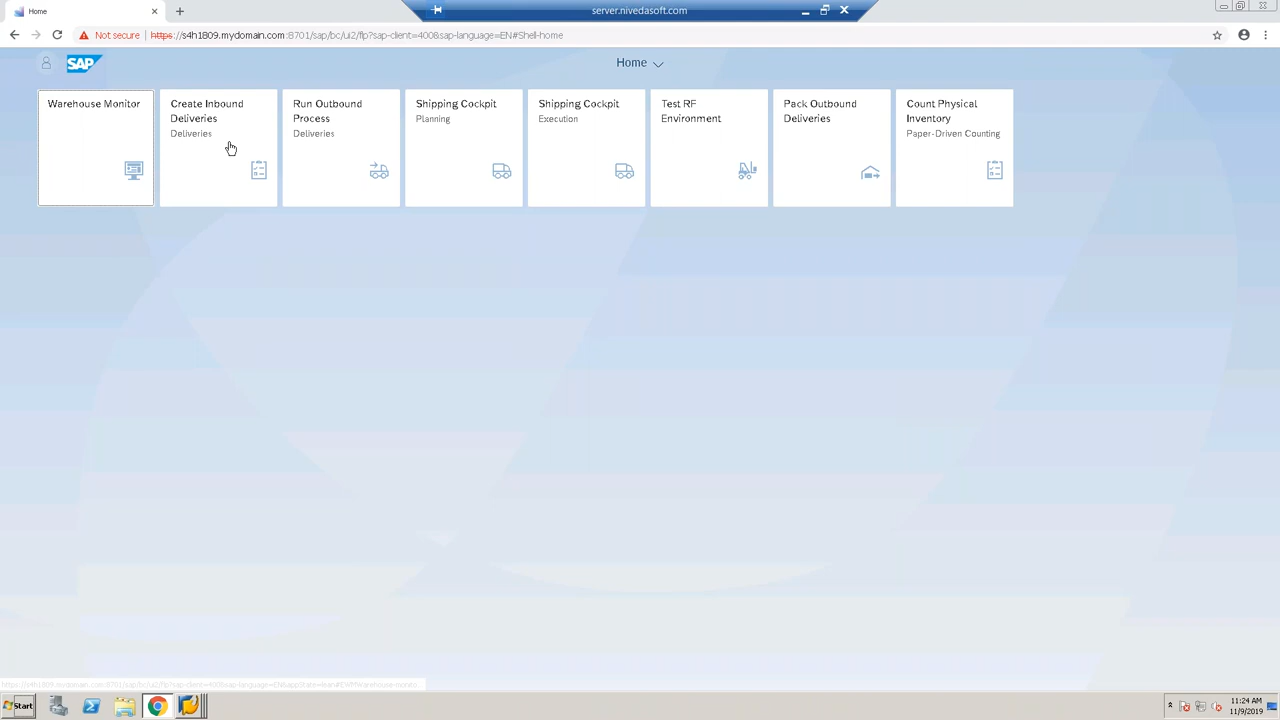 Home
server.nivedasoft.com
Not secure
https://s4h1809.mydomain.com:8701/sap/bc/ui2/flp?sap-client=400&sap-language=EN#Shell-home
SAP
Home
Warehouse Monitor
Create Inbound
Deliveries
Deliveries
Run Outbound
Process
Deliveries
Shipping Cockpit
Planning
Shipping Cockpit
Execution
Test RF
Environment
Pack Outbound
Deliveries
Count Physical
Inventory
Paper-Driven Counting
Start
11:24 AM
11/9/2019